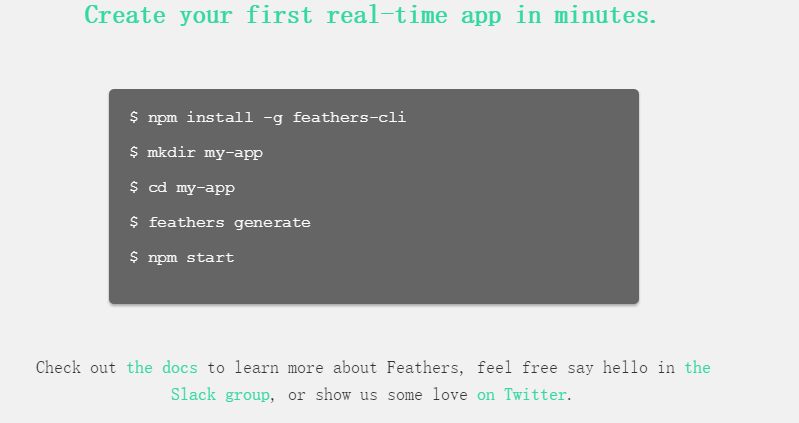 Create your first real-time app in minutes.
$ npm install -g feathers-cli
$ mkdir my-app
$ cd my-app
$ feathers generate
$ npm start
Check out the docs to learn more about Feathers, feel free say hello in the
Slack group, or show us some love on Twitter.